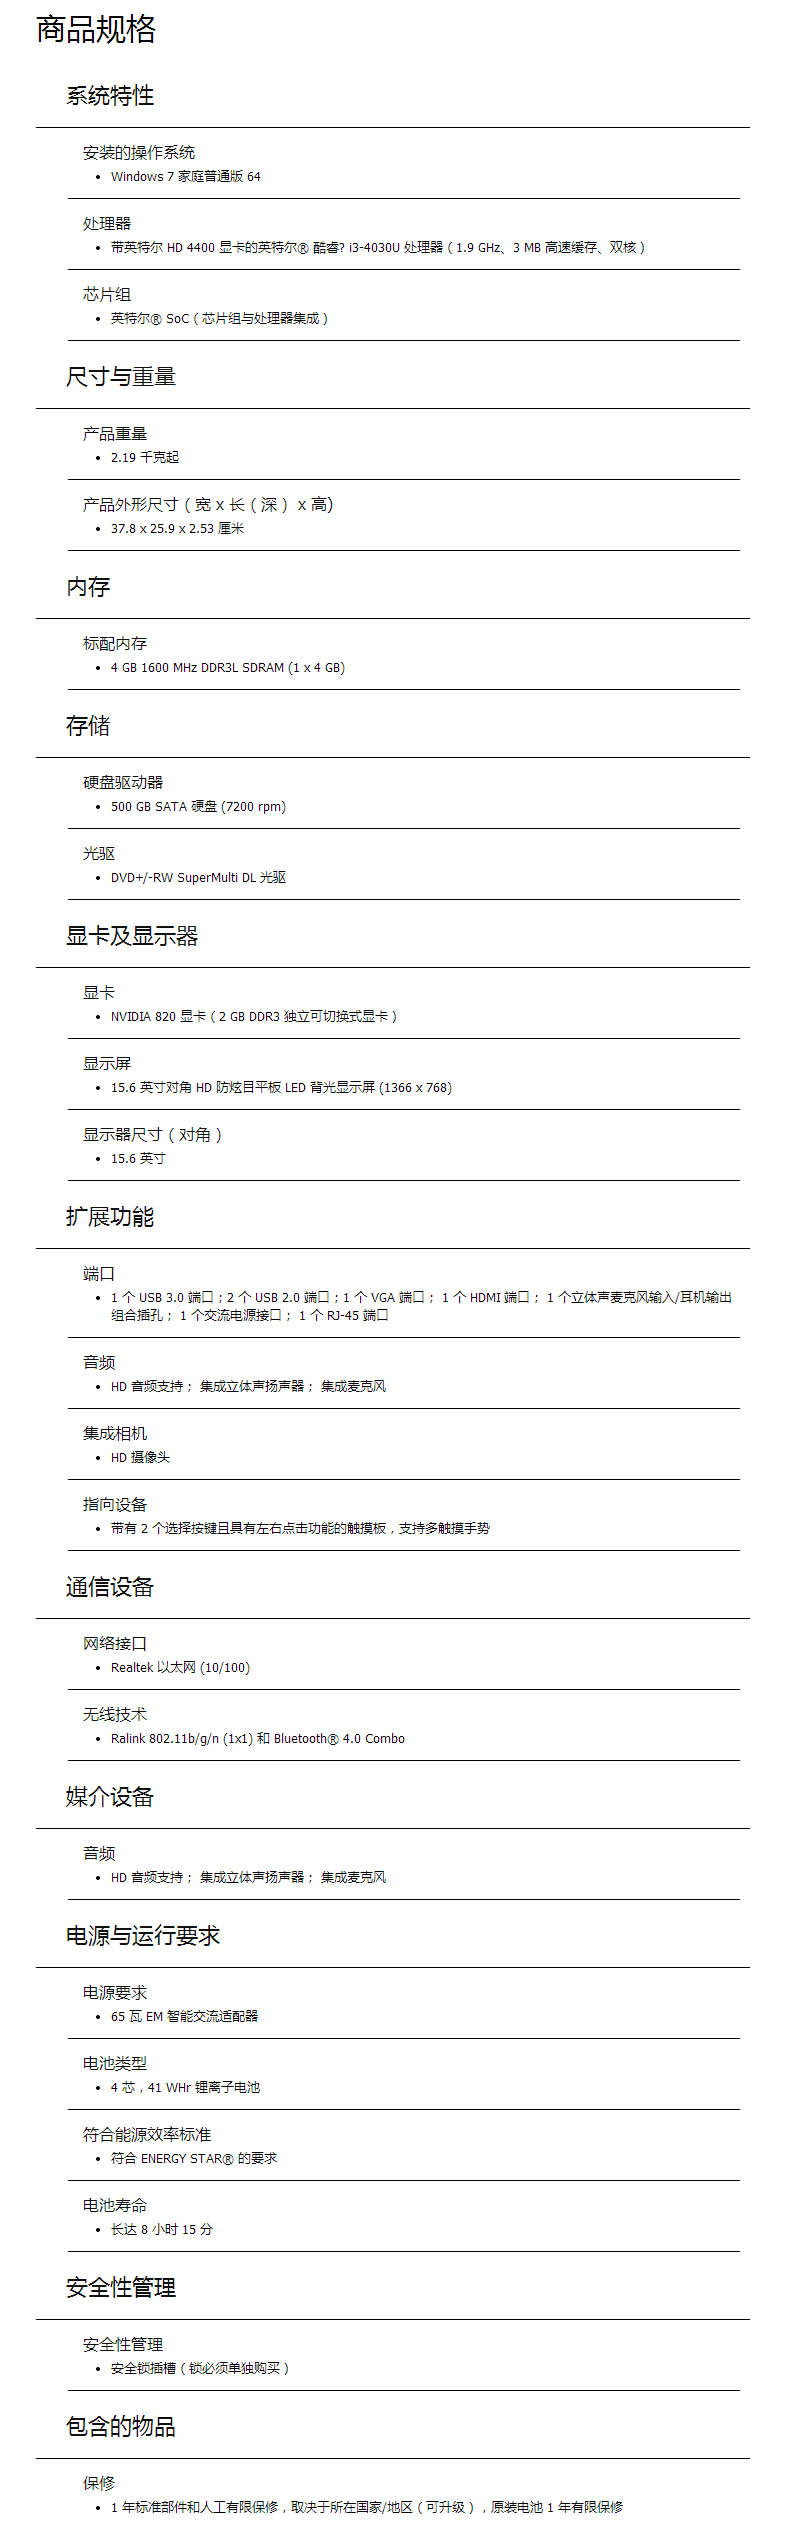 商品规格
系统特性
安装的操作系统
• Windows 7 家庭普通版 64
处理器
• 带英特尔 HD 4400 显卡的英特尔® 酷睿? i3-4030U 处理器（1.9 GHz、3 MB 高速缓存、双核）
芯片组
• 英特尔® SoC（芯片组与处理器集成）
尺寸与重量
产品重量
• 2.19 千克起
产品外形尺寸（宽 x 长（深） x 高)
• 37.8 x 25.9 x 2.53 厘米
内存
标配内存
• 4 GB 1600 MHz DDR3L SDRAM (1 x 4 GB)
存储
硬盘驱动器
• 500 GB SATA 硬盘 (7200 rpm)
光驱
• DVD+/-RW SuperMulti DL 光驱
显卡及显示器
显卡
• NVIDIA 820 显卡（2 GB DDR3 独立可切换式显卡）
显示屏
• 15.6 英寸对角 HD 防炫目平板 LED 背光显示屏 (1366 x 768)
显示器尺寸（对角）
• 15.6 英寸
扩展功能
端口
• 1 个 USB 3.0 端口；2 个 USB 2.0 端口；1 个 VGA 端口； 1 个 HDMI 端口； 1 个立体声麦克风输入/耳机输出
组合插孔； 1 个交流电源接口； 1 个 RJ-45 端口
音频
• HD 音频支持； 集成立体声扬声器； 集成麦克风
集成相机
• HD 摄像头
指向设备
• 带有 2 个选择按键且具有左右点击功能的触摸板，支持多触摸手势
通信设备
网络接口
• Realtek 以太网 (10/100)
无线技术
• Ralink 802.11b/g/n (1x1) 和 Bluetooth® 4.0 Combo
媒介设备
音频
• HD 音频支持； 集成立体声扬声器； 集成麦克风
电源与运行要求
电源要求
• 65 瓦 EM 智能交流适配器
电池类型
• 4 芯，41 WHr 锂离子电池
符合能源效率标准
• 符合 ENERGY STAR® 的要求
电池寿命
• 长达 8 小时 15 分
安全性管理
安全性管理
• 安全锁插槽（锁必须单独购买）
包含的物品
保修
• 1 年标准部件和人工有限保修，取决于所在国家/地区（可升级），原装电池 1 年有限保修